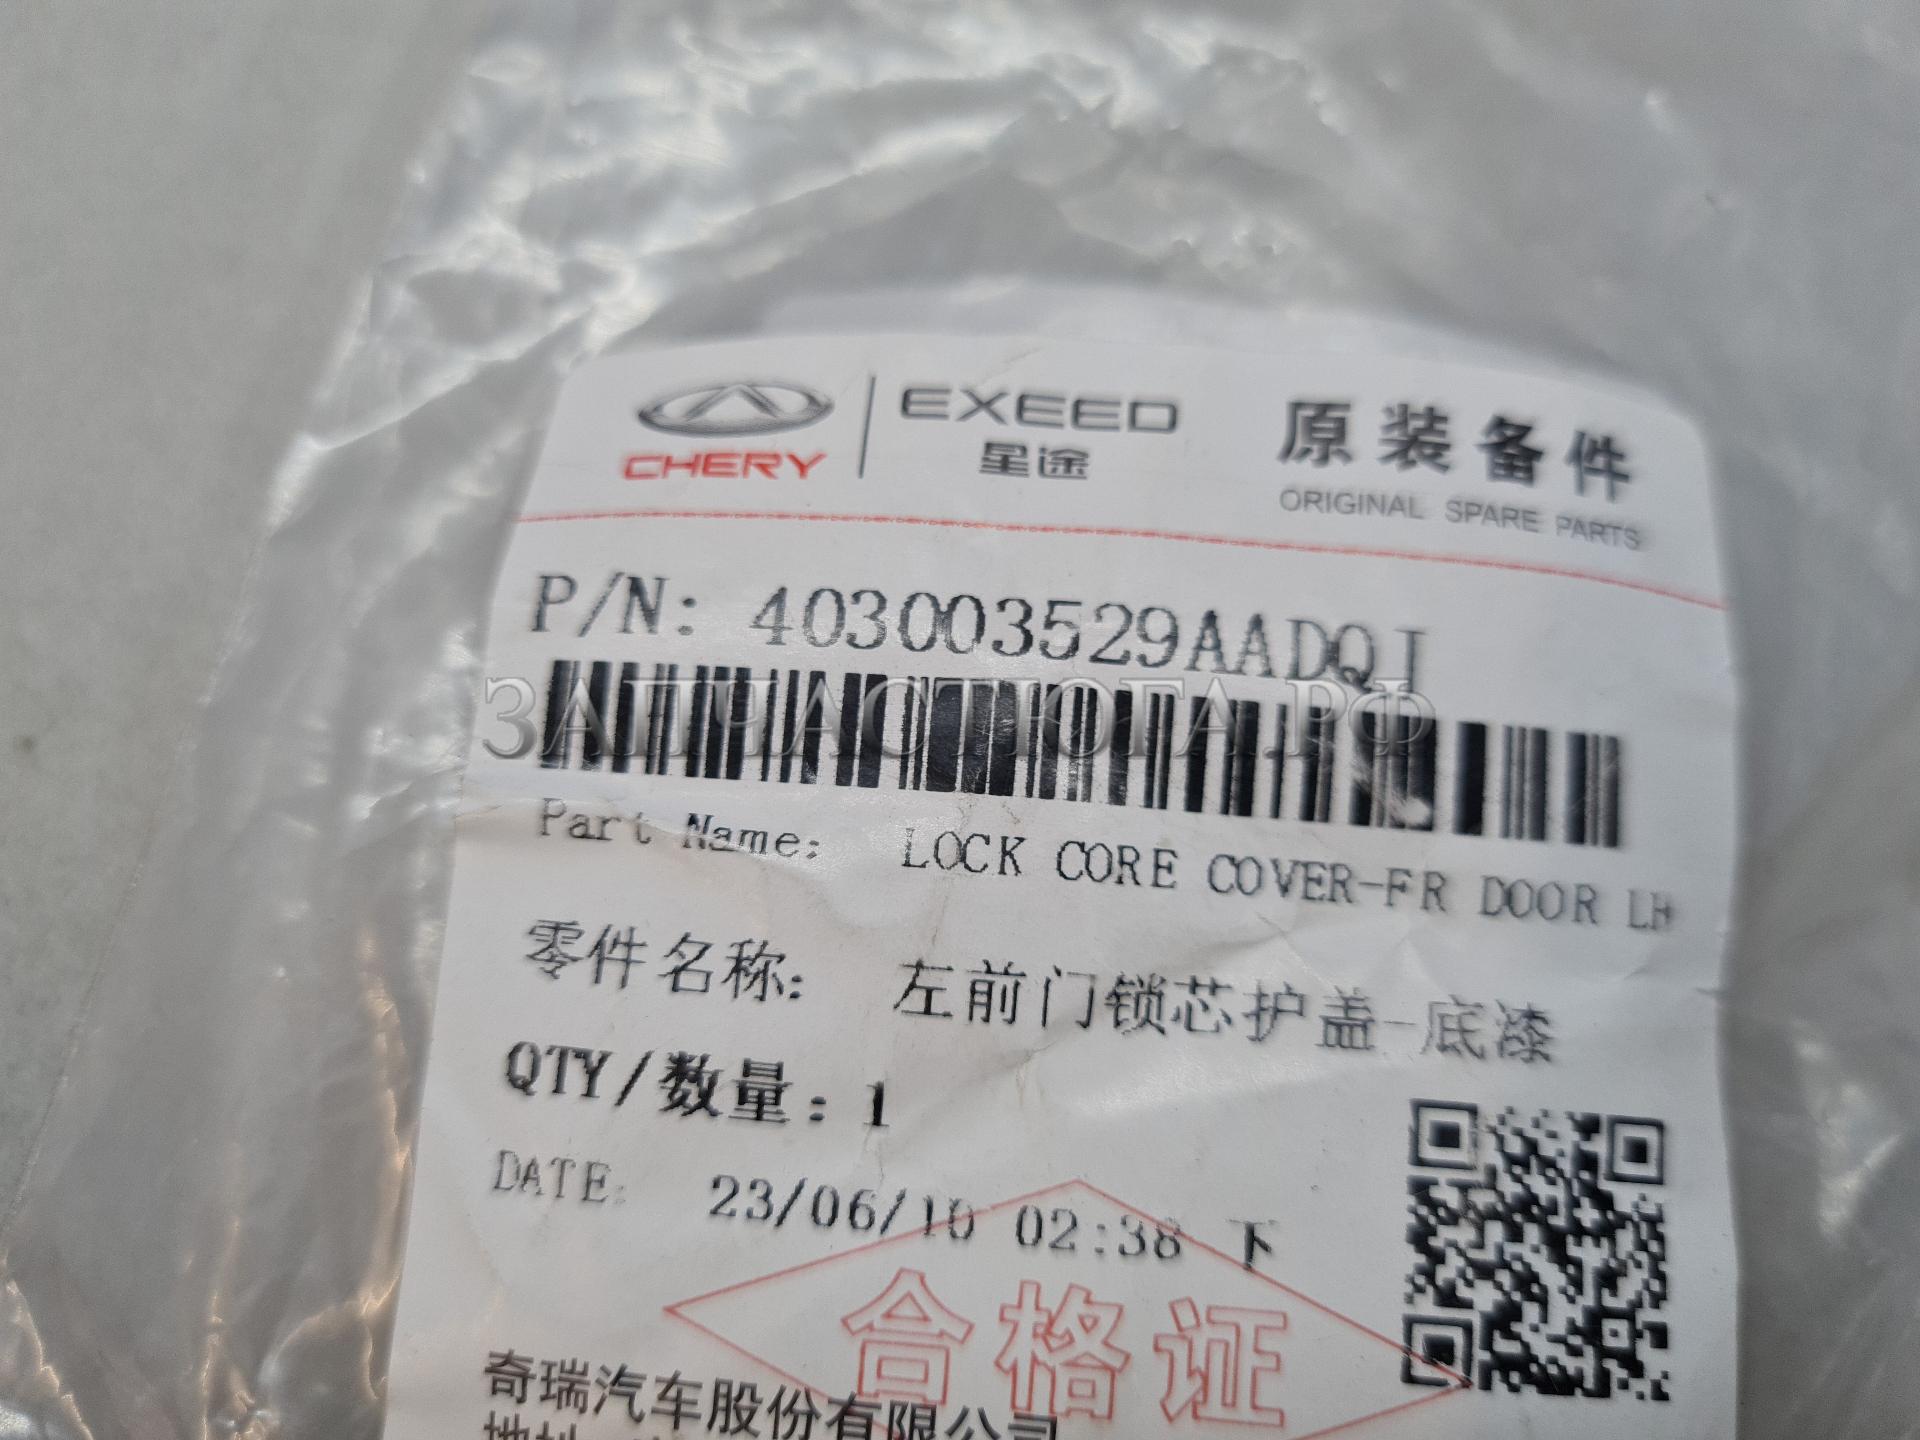 CHERY
EXEED
星途
原装备件
ORIGINAL SPARE PARTS
P/N: 403003529AADQJ
ЗАПЧАСТЮГА.РФ
Part Name: LOCK CORE COVER-FR DOOR LH
零件名称: 左前门锁芯护盖-底漆
QTY/数量: 1
DATE: 23/06/10 02:38 下
合格证
奇瑞汽车股份有限公司